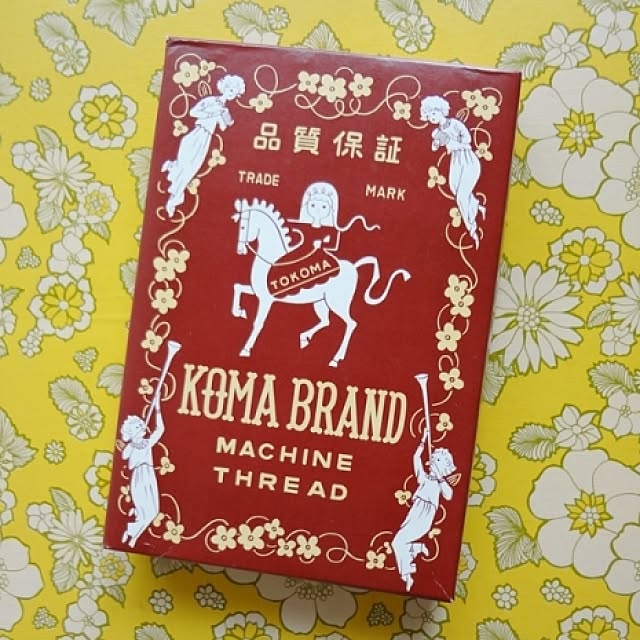 品質保証
TRADE MARK
TOKOMA
KOMA BRAND
MACHINE
THREAD